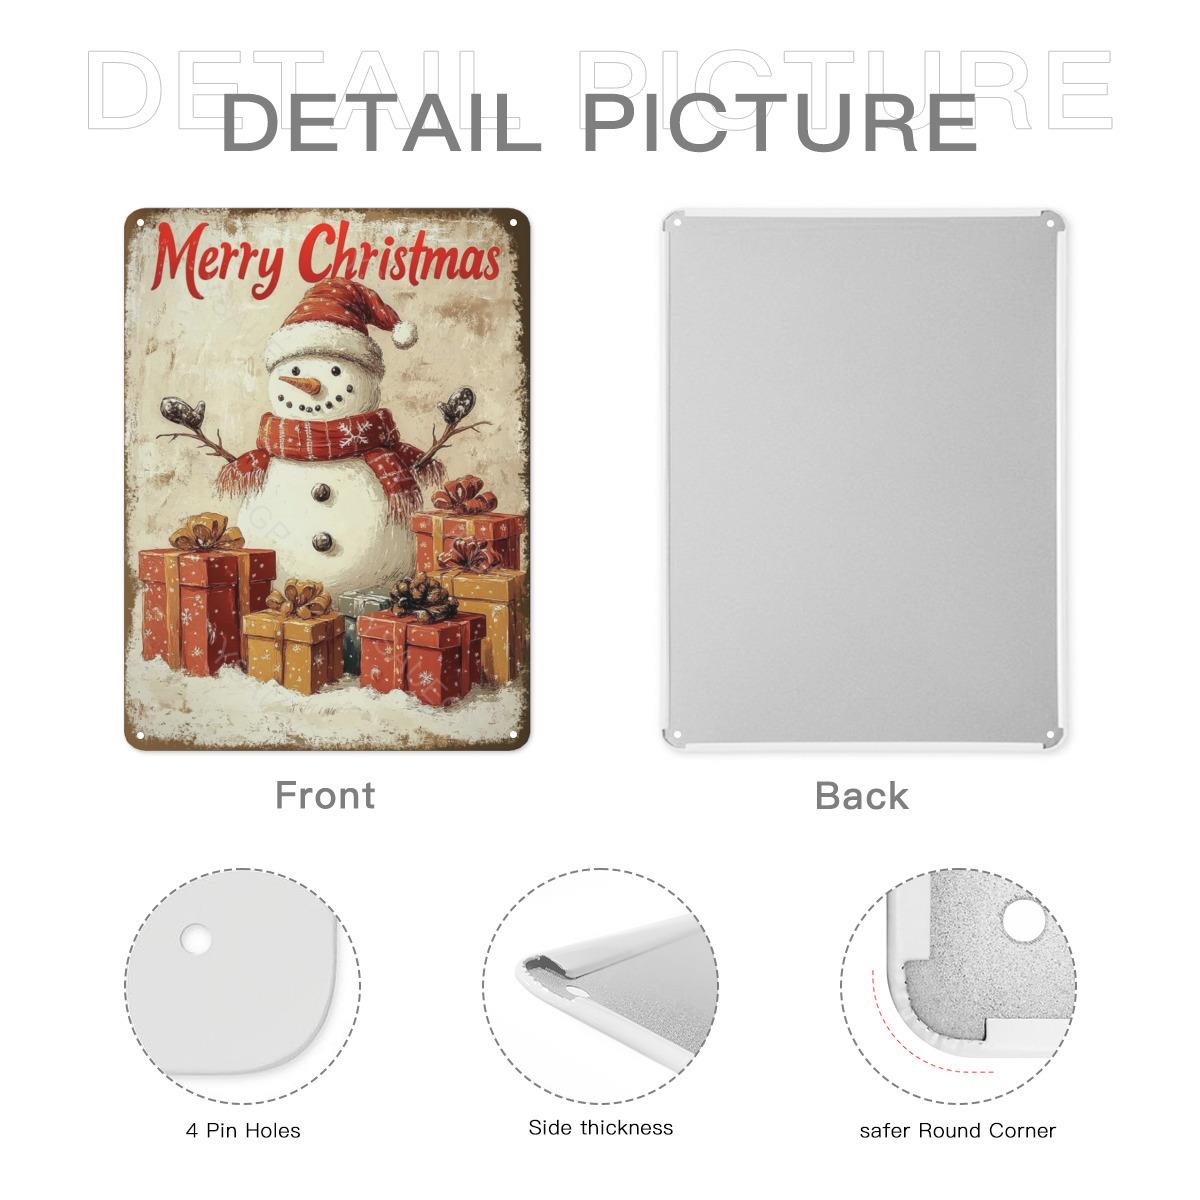 DETAIL PICTURE
DETAIL PICTURE
Merry Christmas
Front
Back
4 Pin Holes
Side thickness
safer Round Corner